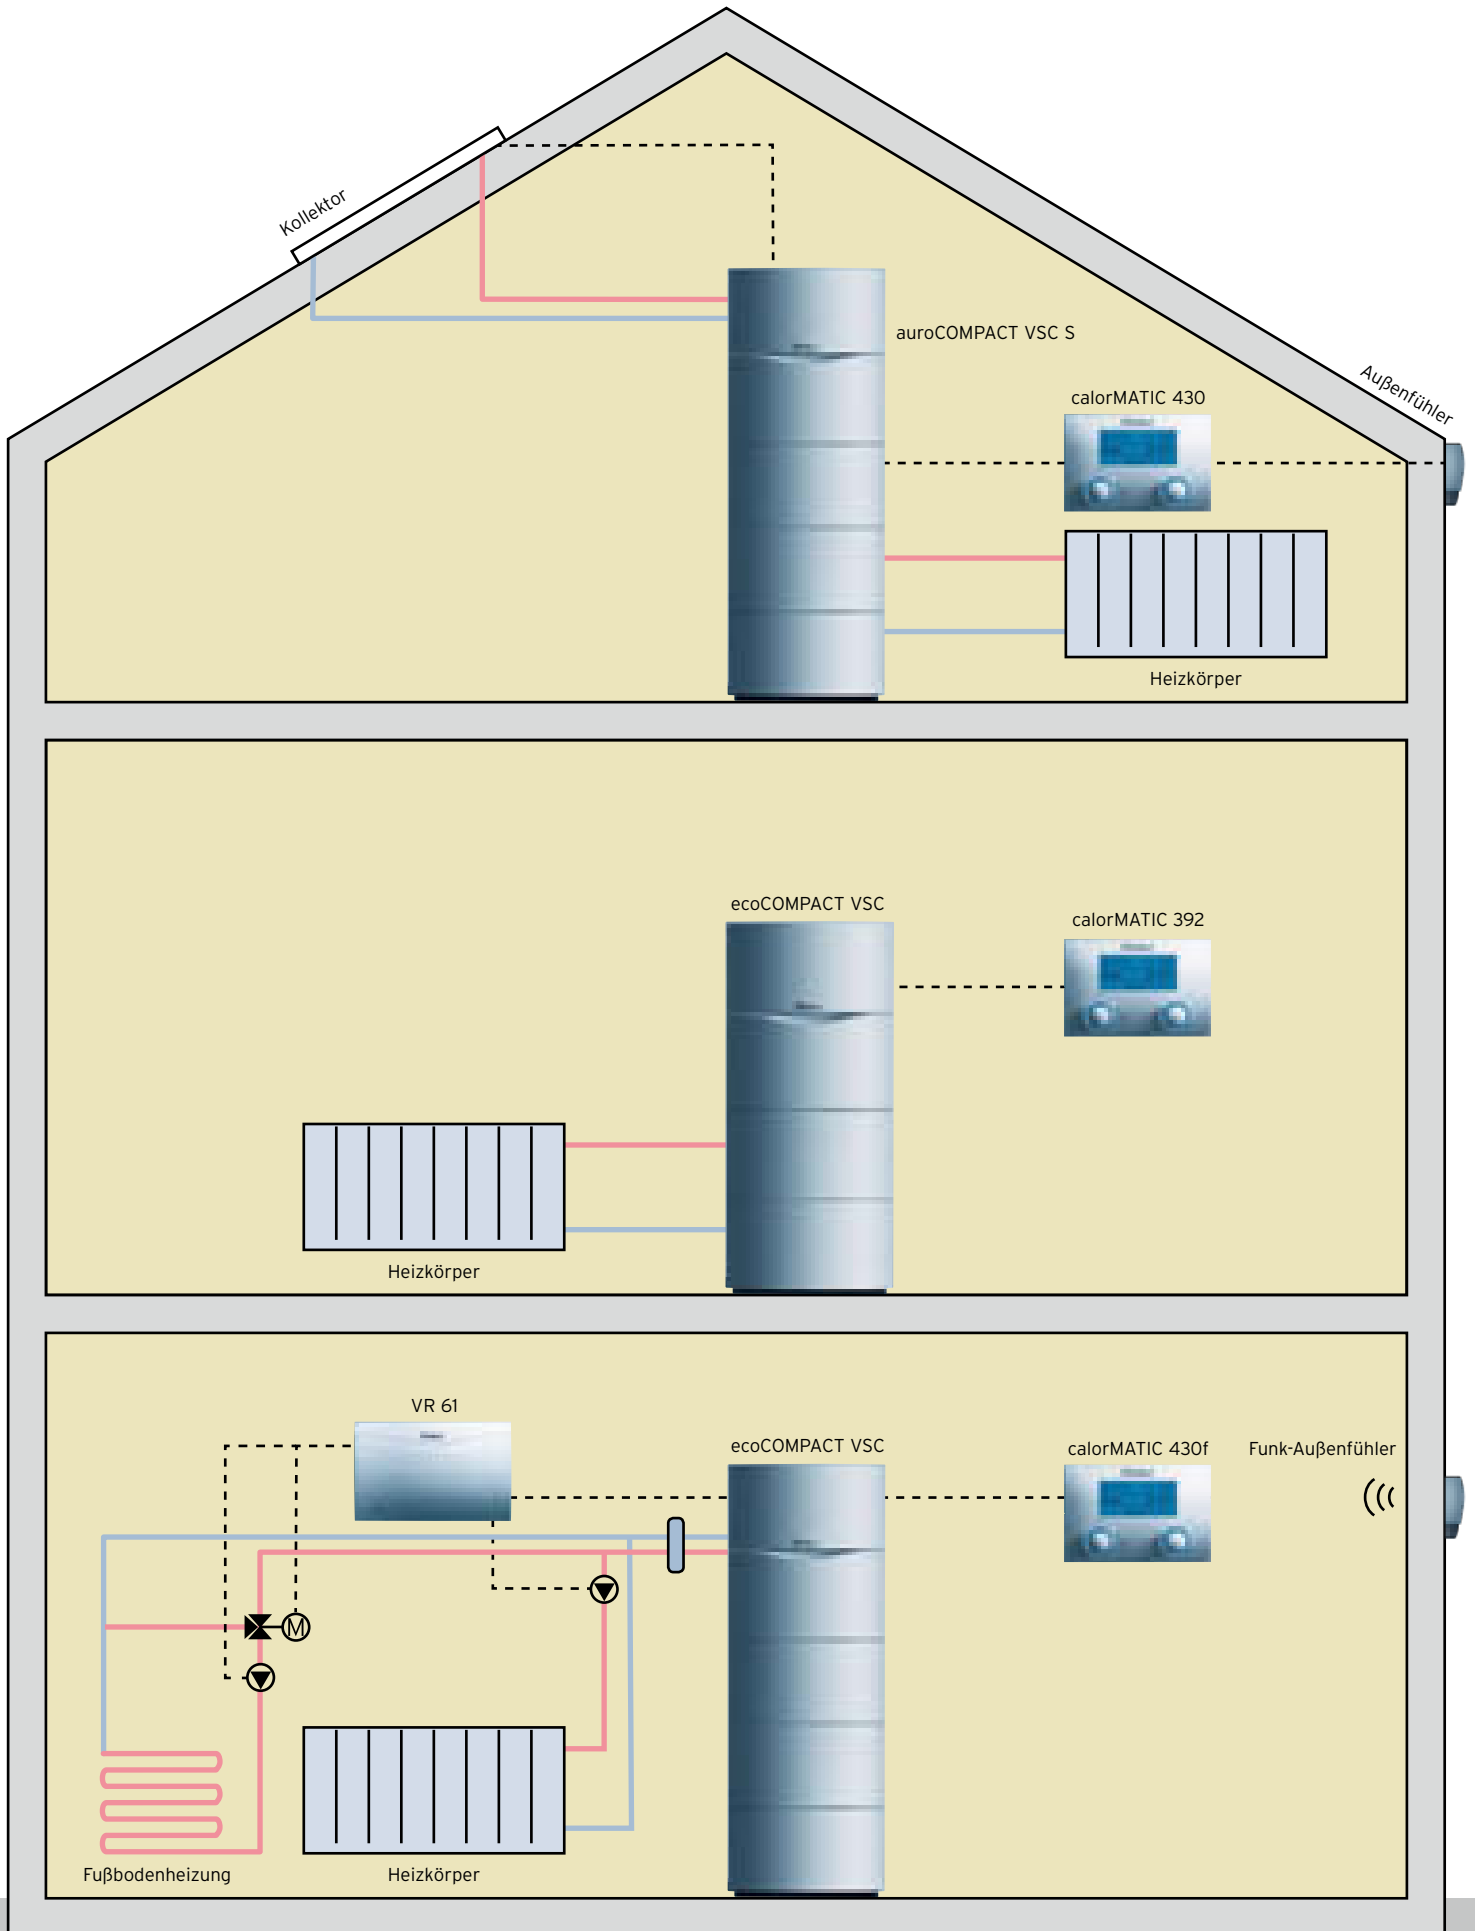 Kollektor
auroCOMPACT VSC S
Außenfühler
calorMATIC 430
Heizkörper
ecoCOMPACT VSC
calorMATIC 392
Heizkörper
VR 61
ecoCOMPACT VSC
calorMATIC 430f
Funk-Außenfühler
M
Fußbodenheizung
Heizkörper